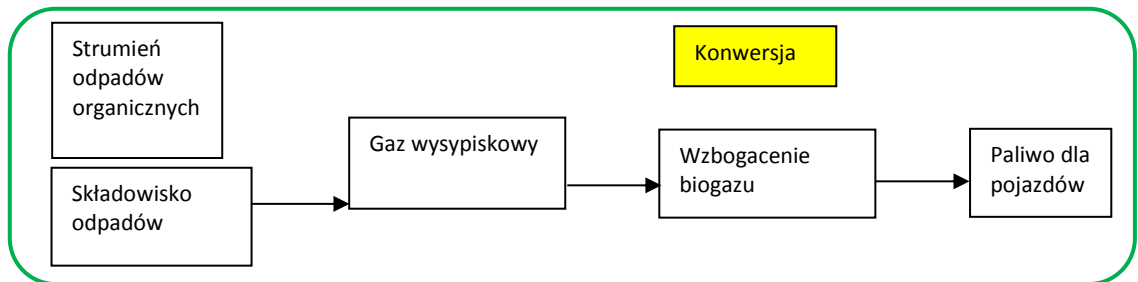 Strumień
odpadów
organicznych
Konwersja
Składowisko
odpadów
Gaz wysypiskowy
Wzbogacenie
biogazu
Paliwo dla
pojazdów